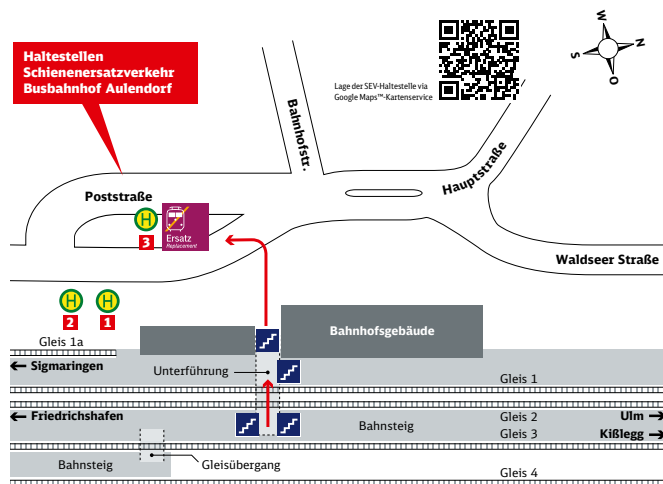 Haltestellen
Schienenersatzverkehr
Busbahnhof Aulendorf
Lage der SEV-Haltestelle via
Google Maps™-Kartenservice
W
N
S
O
Bahnhofstr.
Hauptstraße
Poststraße
H
3
Ersatz
Replacement
Waldseer Straße
H
2
H
1
Bahnhofsgebäude
Gleis 1a
Sigmaringen
Unterführung
Gleis 1
Friedrichshafen
Bahnsteig
Gleis 2
Ulm
Gleis 3
Kißlegg
Bahnsteig
Gleisübergang
Gleis 4